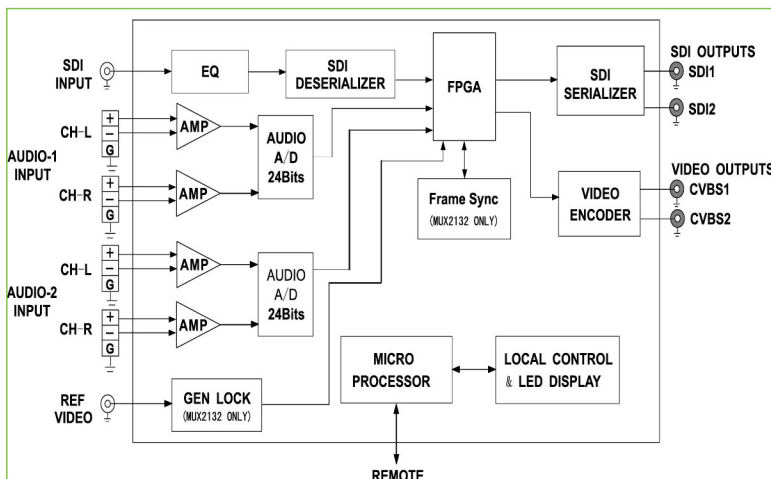 SDI
INPUT
EQ
SDI
DESERIALIZER
FPGA
SDI
SERIALIZER
SDI OUTPUTS
SDI1
SDI2
AUDIO-1
INPUT
CH-L
+
−
G
AMP
CH-R
+
−
G
AMP
AUDIO
A/D
24Bits
Frame Sync
(MUX2132 ONLY)
VIDEO
ENCODER
VIDEO OUTPUTS
CVBS1
CVBS2
AUDIO-2
INPUT
CH-L
+
−
G
AMP
CH-R
+
−
G
AMP
AUDIO
A/D
24Bits
REF
VIDEO
GEN LOCK
(MUX2132 ONLY)
MICRO
PROCESSOR
LOCAL CONTROL
& LED DISPLAY
REMOTE